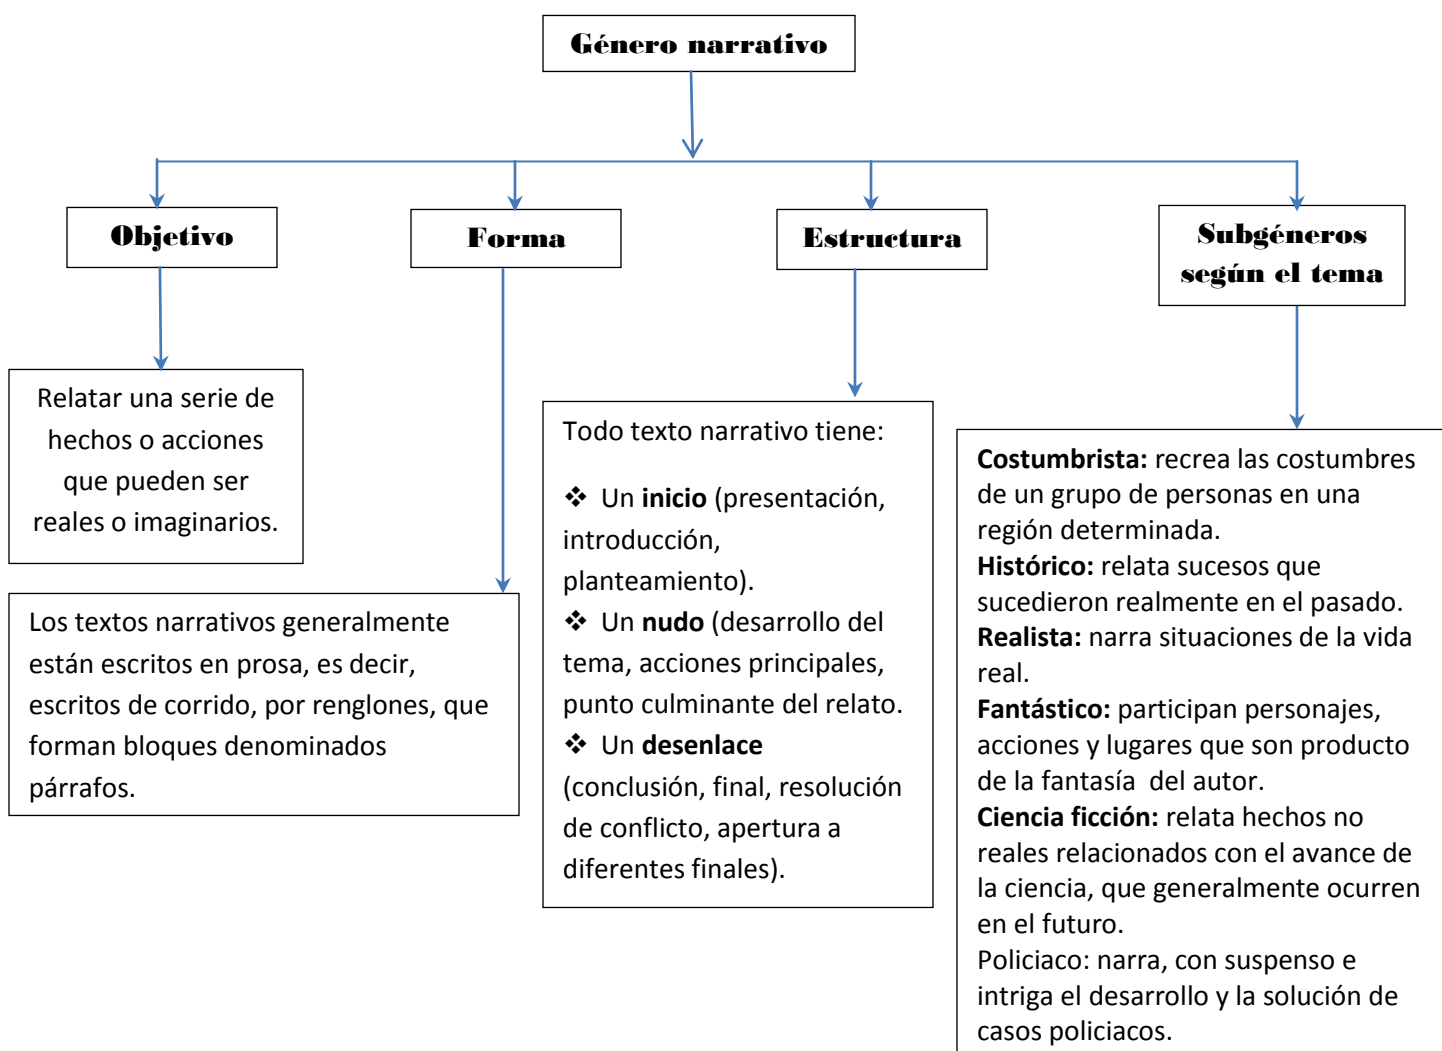 Género narrativo
Objetivo
Forma
Estructura
Subgéneros
según el tema
Relatar una serie de
hechos o acciones
que pueden ser
reales o imaginarios.
Los textos narrativos generalmente
están escritos en prosa, es decir,
escritos de corrido, por renglones, que
forman bloques denominados
párrafos.
Todo texto narrativo tiene:
❖ Un inicio (presentación,
introducción,
planteamiento).
❖ Un nudo (desarrollo del
tema, acciones principales,
punto culminante del relato.
❖ Un desenlace
(conclusión, final, resolución
de conflicto, apertura a
diferentes finales).
Costumbrista: recrea las costumbres
de un grupo de personas en una
región determinada.
Histórico: relata sucesos que
sucedieron realmente en el pasado.
Realista: narra situaciones de la vida
real.
Fantástico: participan personajes,
acciones y lugares que son producto
de la fantasía  del autor.
Ciencia ficción: relata hechos no
reales relacionados con el avance de
la ciencia, que generalmente ocurren
en el futuro.
Policiaco: narra, con suspenso e
intriga el desarrollo y la solución de
casos policiacos.